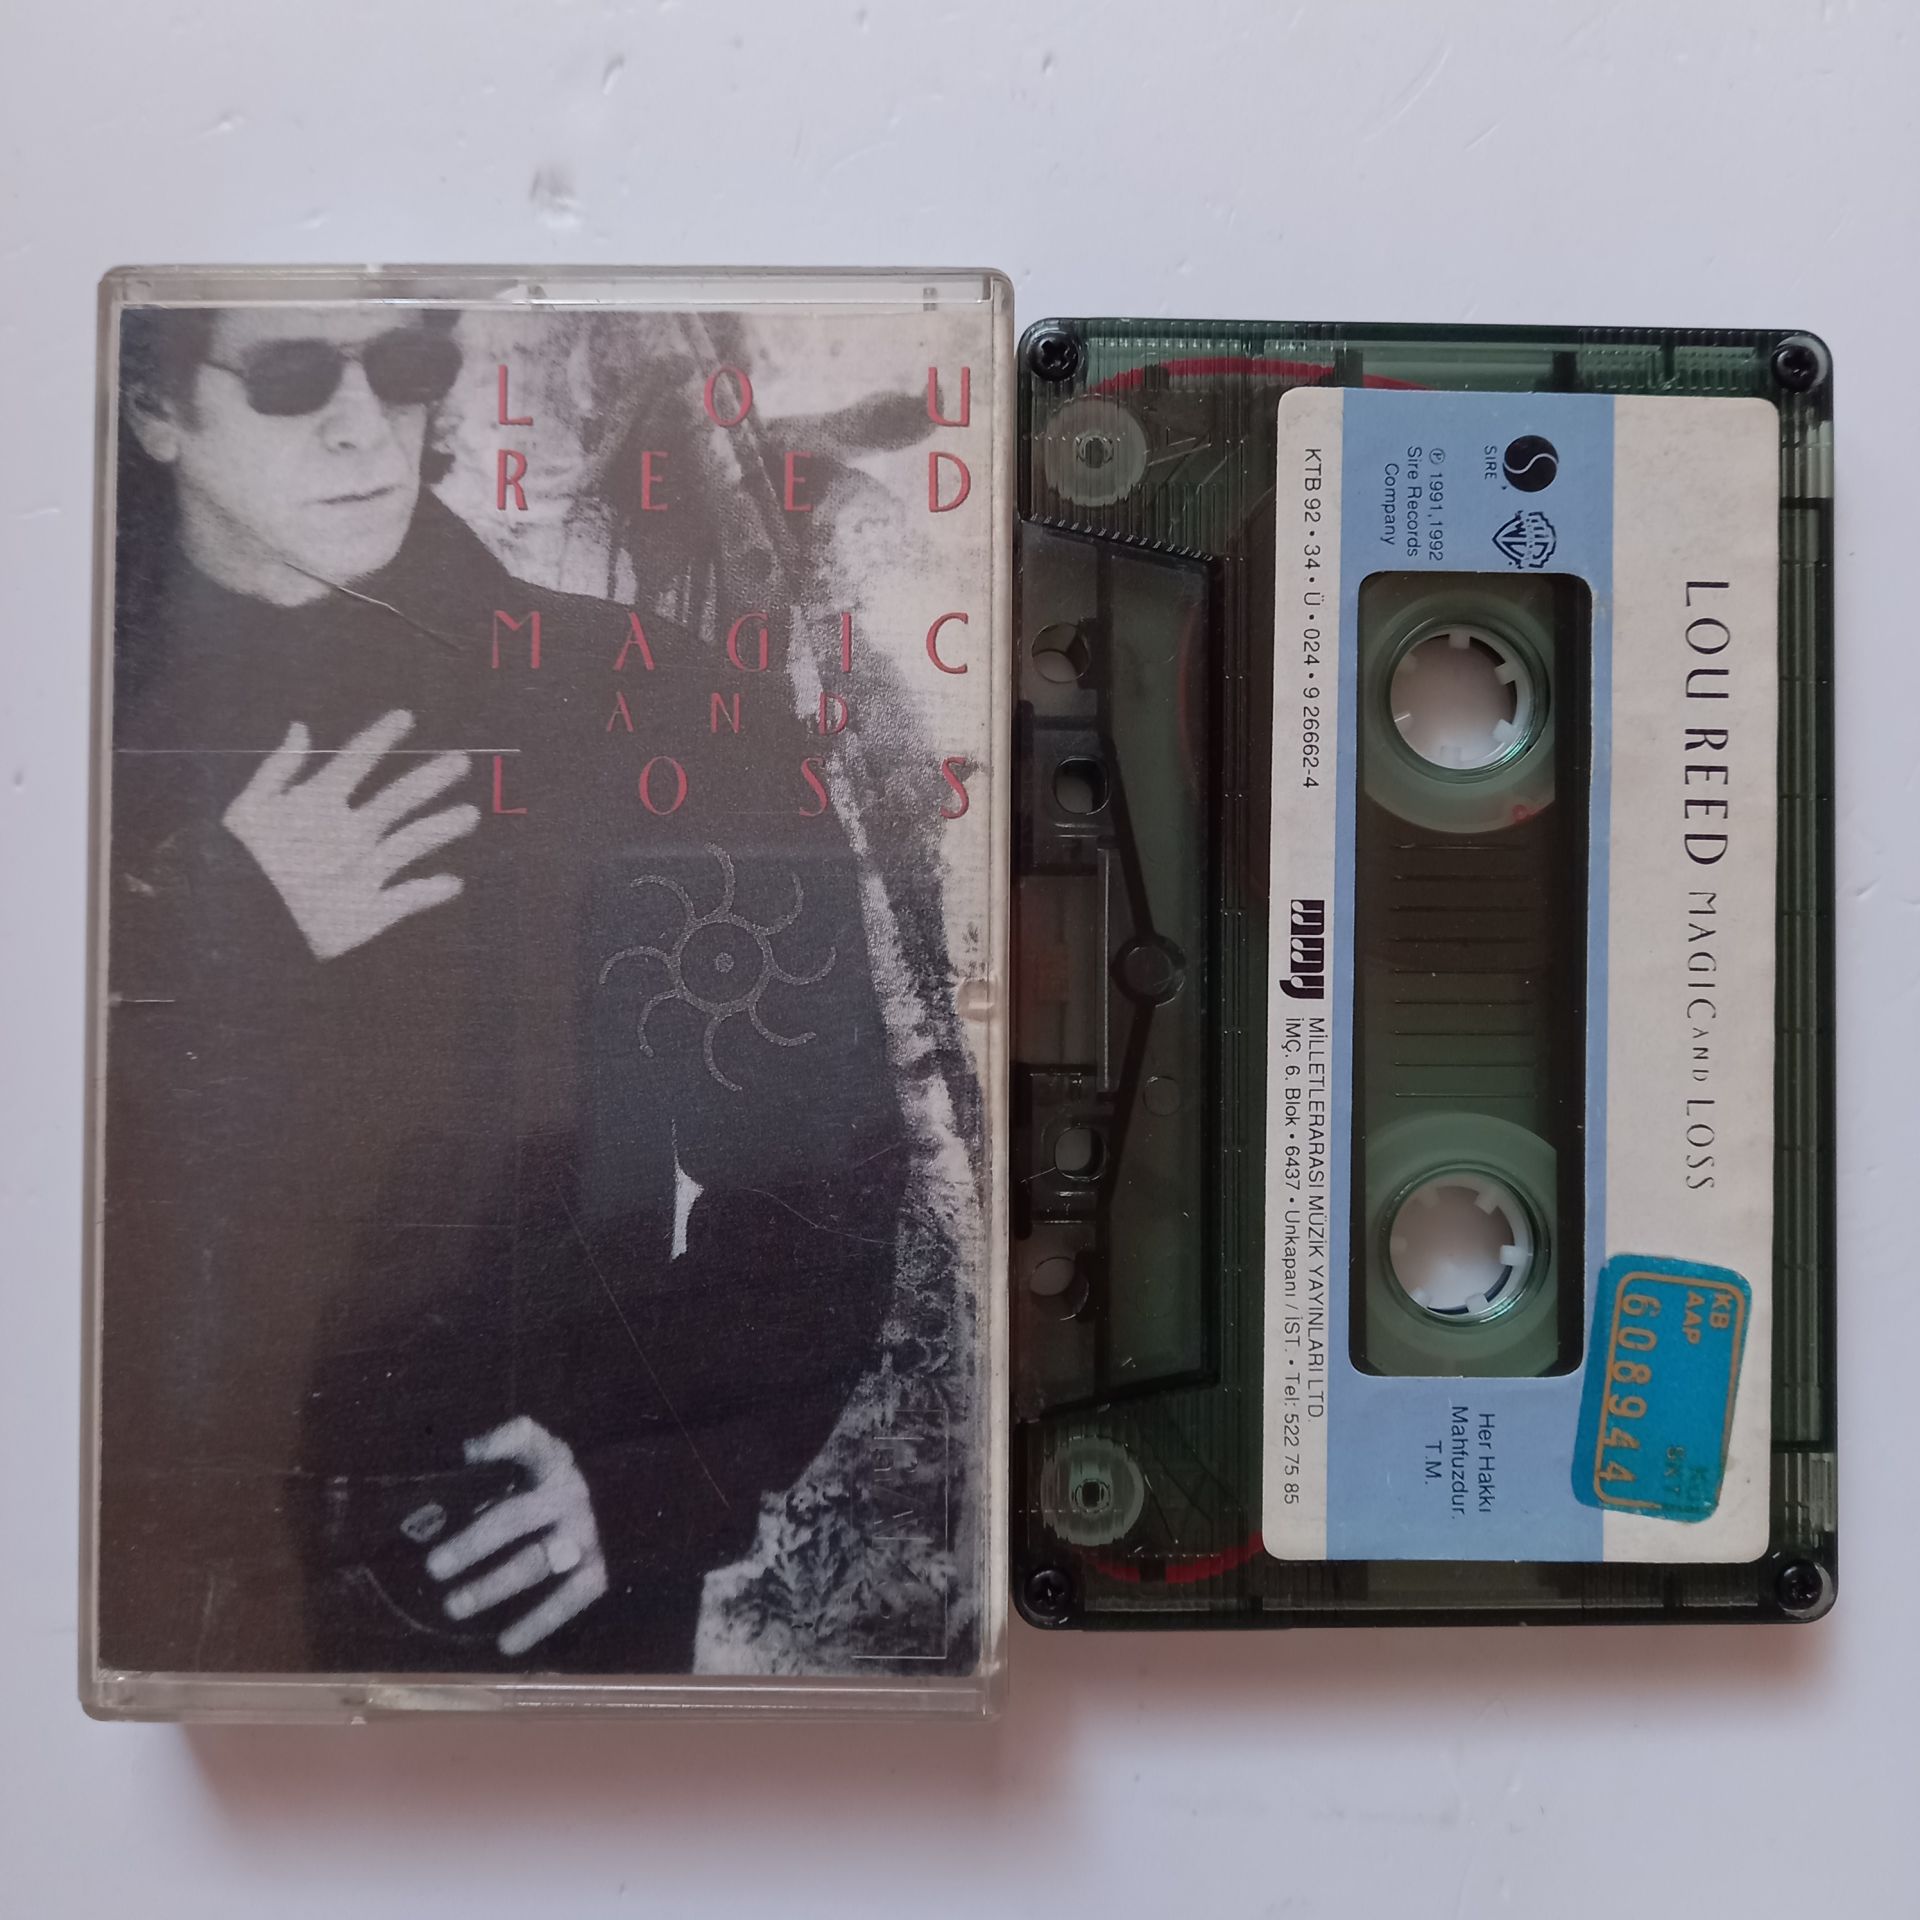 LOU
REED
MAGIC
AND
LOSS
LOU REED MAGIC AND LOSS
SIRE
℗ 1991, 1992
Sire Records
Company
Her Hakkı
Mahfuzdur.
T.M.
KTB 92 • 34 • Ü • 024 • 9 26662-4
MİLLETLERARASI MÜZİK YAYINLARI LTD.
İMÇ. 6. Blok • 6437 • Unkapanı / İST. • Tel: 522 75 85
KB
AAP
608944